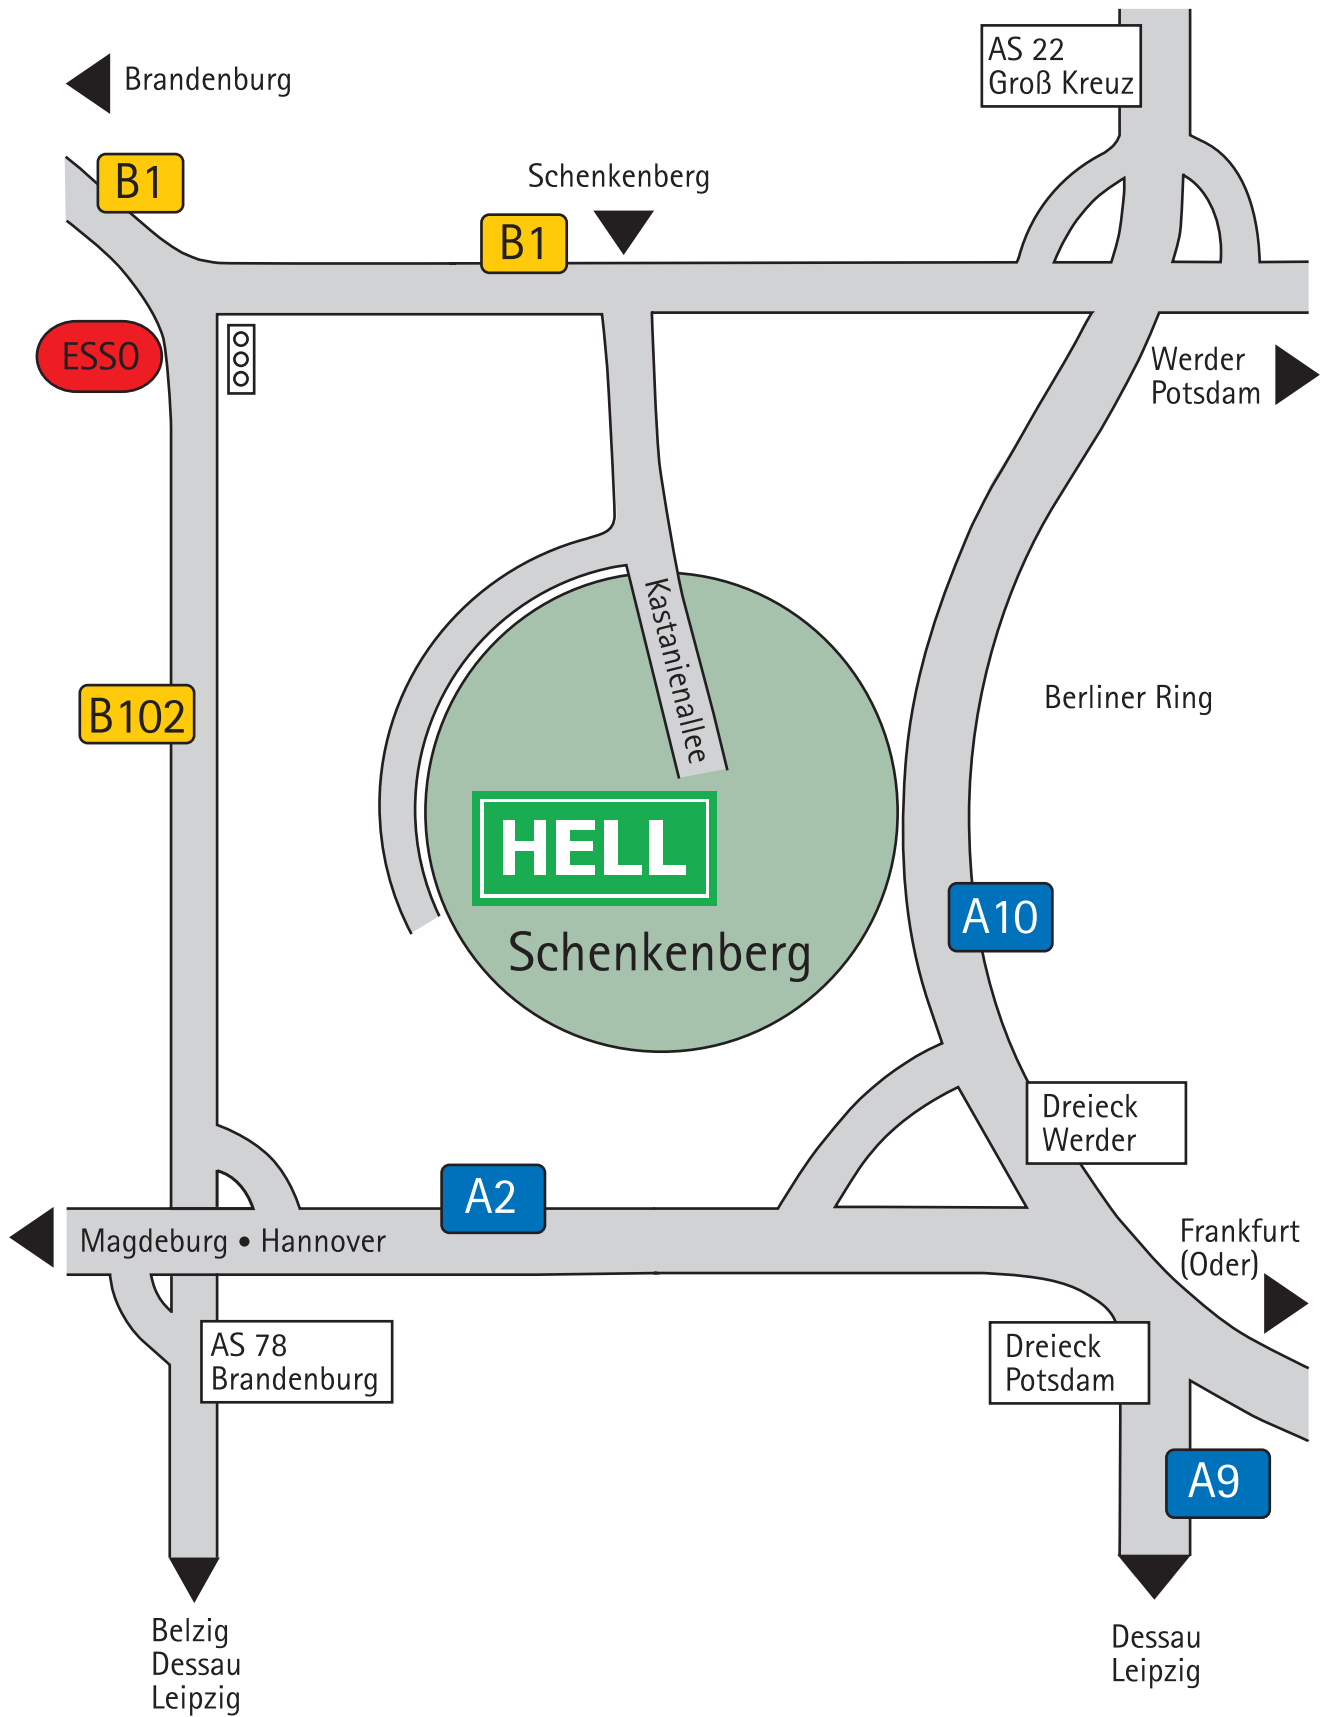 AS 22
Groß Kreuz
Brandenburg
B1
Schenkenberg
B1
ESSO
Werder
Potsdam
Kastanienallee
B102
Berliner Ring
HELL
Schenkenberg
A10
Dreieck
Werder
A2
Magdeburg • Hannover
Frankfurt
(Oder)
AS 78
Brandenburg
Dreieck
Potsdam
A9
Belzig
Dessau
Leipzig
Dessau
Leipzig